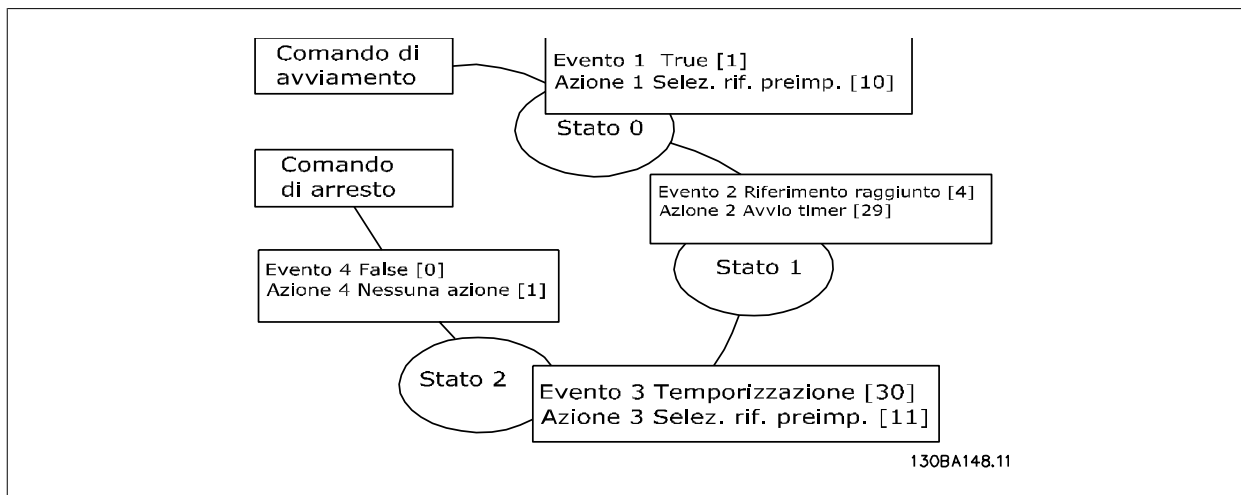 Comando di
avviamento
Evento 1 True [1]
Azione 1 Selez. rif. preimp. [10]
Stato 0
Comando
di arresto
Evento 2 Riferimento raggiunto [4]
Azione 2 Avvio timer [29]
Stato 1
Evento 4 False [0]
Azione 4 Nessuna azione [1]
Stato 2
Evento 3 Temporizzazione [30]
Azione 3 Selez. rif. preimp. [11]
130BA148.11